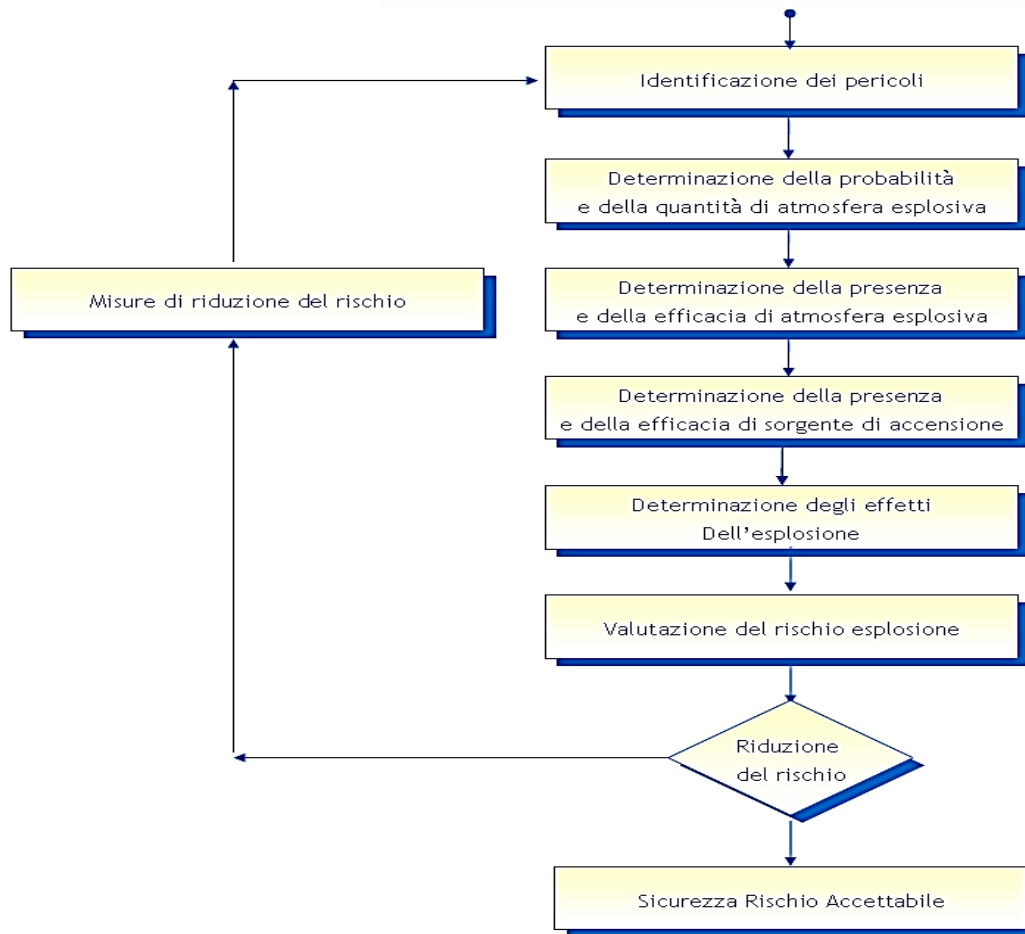 Identificazione dei pericoli
Determinazione della probabilità
e della quantità di atmosfera esplosiva
Determinazione della presenza
e della efficacia di atmosfera esplosiva
Misure di riduzione del rischio
Determinazione della presenza
e della efficacia di sorgente di accensione
Determinazione degli effetti
Dell'esplosione
Valutazione del rischio esplosione
Riduzione
del rischio
Sicurezza Rischio Accettabile